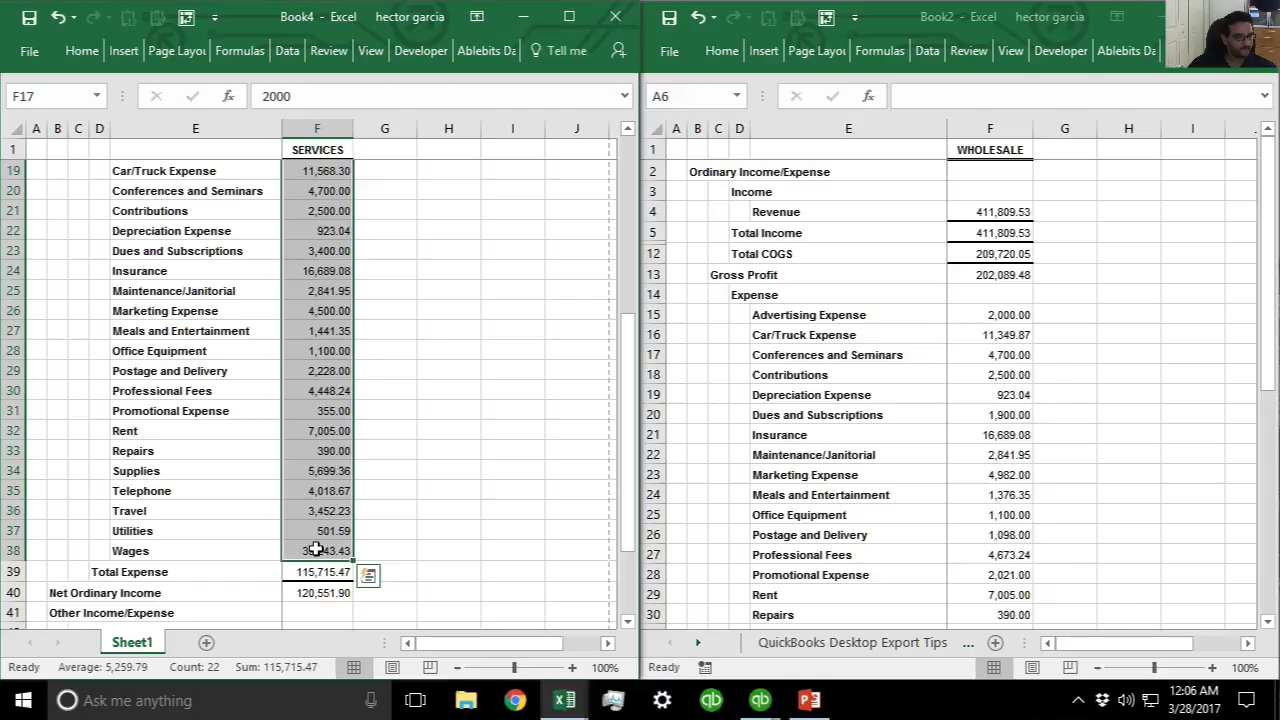 Book4 - Excel hector garcia
File Home Insert Page Layou Formulas Data Review View Developer Ablebits Da Tell me
F17 fx 2000
A B C D E F G H I J
1 SERVICES
19 Car/Truck Expense 11,568.30
20 Conferences and Seminars 4,700.00
21 Contributions 2,500.00
22 Depreciation Expense 923.04
23 Dues and Subscriptions 3,400.00
24 Insurance 16,689.08
25 Maintenance/Janitorial 2,841.95
26 Marketing Expense 4,500.00
27 Meals and Entertainment 1,441.35
28 Office Equipment 1,100.00
29 Postage and Delivery 2,228.00
30 Professional Fees 4,448.24
31 Promotional Expense 355.00
32 Rent 7,005.00
33 Repairs 390.00
34 Supplies 5,699.36
35 Telephone 4,018.67
36 Travel 3,452.23
37 Utilities 501.59
38 Wages
39 Total Expense 115,715.47
40 Net Ordinary Income 120,551.90
41 Other Income/Expense
Sheet1
Ready Average: 5,259.79 Count: 22 Sum: 115,715.47 100%
Book2 - Excel hector garcia
File Home Insert Page Layou Formulas Data Review View Developer Ablebits Da
A6 fx
A B C D E F G H I
1 WHOLESALE
2 Ordinary Income/Expense
3 Income
4 Revenue 411,809.53
5 Total Income 411,809.53
12 Total COGS 209,720.05
13 Gross Profit 202,089.48
14 Expense
15 Advertising Expense 2,000.00
16 Car/Truck Expense 11,349.87
17 Conferences and Seminars 4,700.00
18 Contributions 2,500.00
19 Depreciation Expense 923.04
20 Dues and Subscriptions 1,900.00
21 Insurance 16,689.08
22 Maintenance/Janitorial 2,841.95
23 Marketing Expense 4,982.00
24 Meals and Entertainment 1,376.35
25 Office Equipment 1,100.00
26 Postage and Delivery 1,098.00
27 Professional Fees 4,673.24
28 Promotional Expense 2,021.00
29 Rent 7,005.00
30 Repairs 390.00
QuickBooks Desktop Export Tips ...
Ready 100%
Ask me anything
12:06 AM
3/28/2017